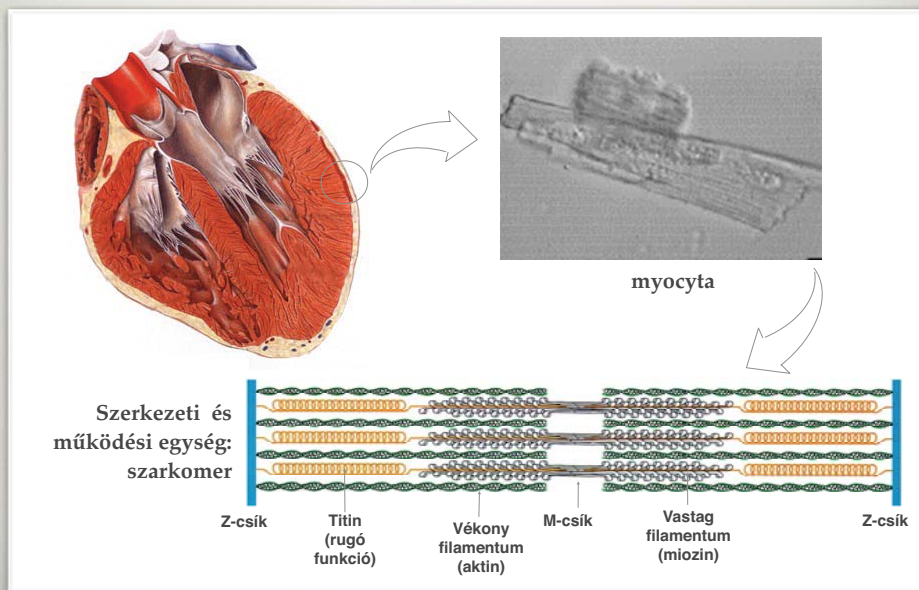 myocyta
Szerkezeti és
működési egység:
szarkomer
Z-csík
Titin
(rugó
funkció)
Vékony
filamentum
(aktin)
M-csík
Vastag
filamentum
(miozin)
Z-csík